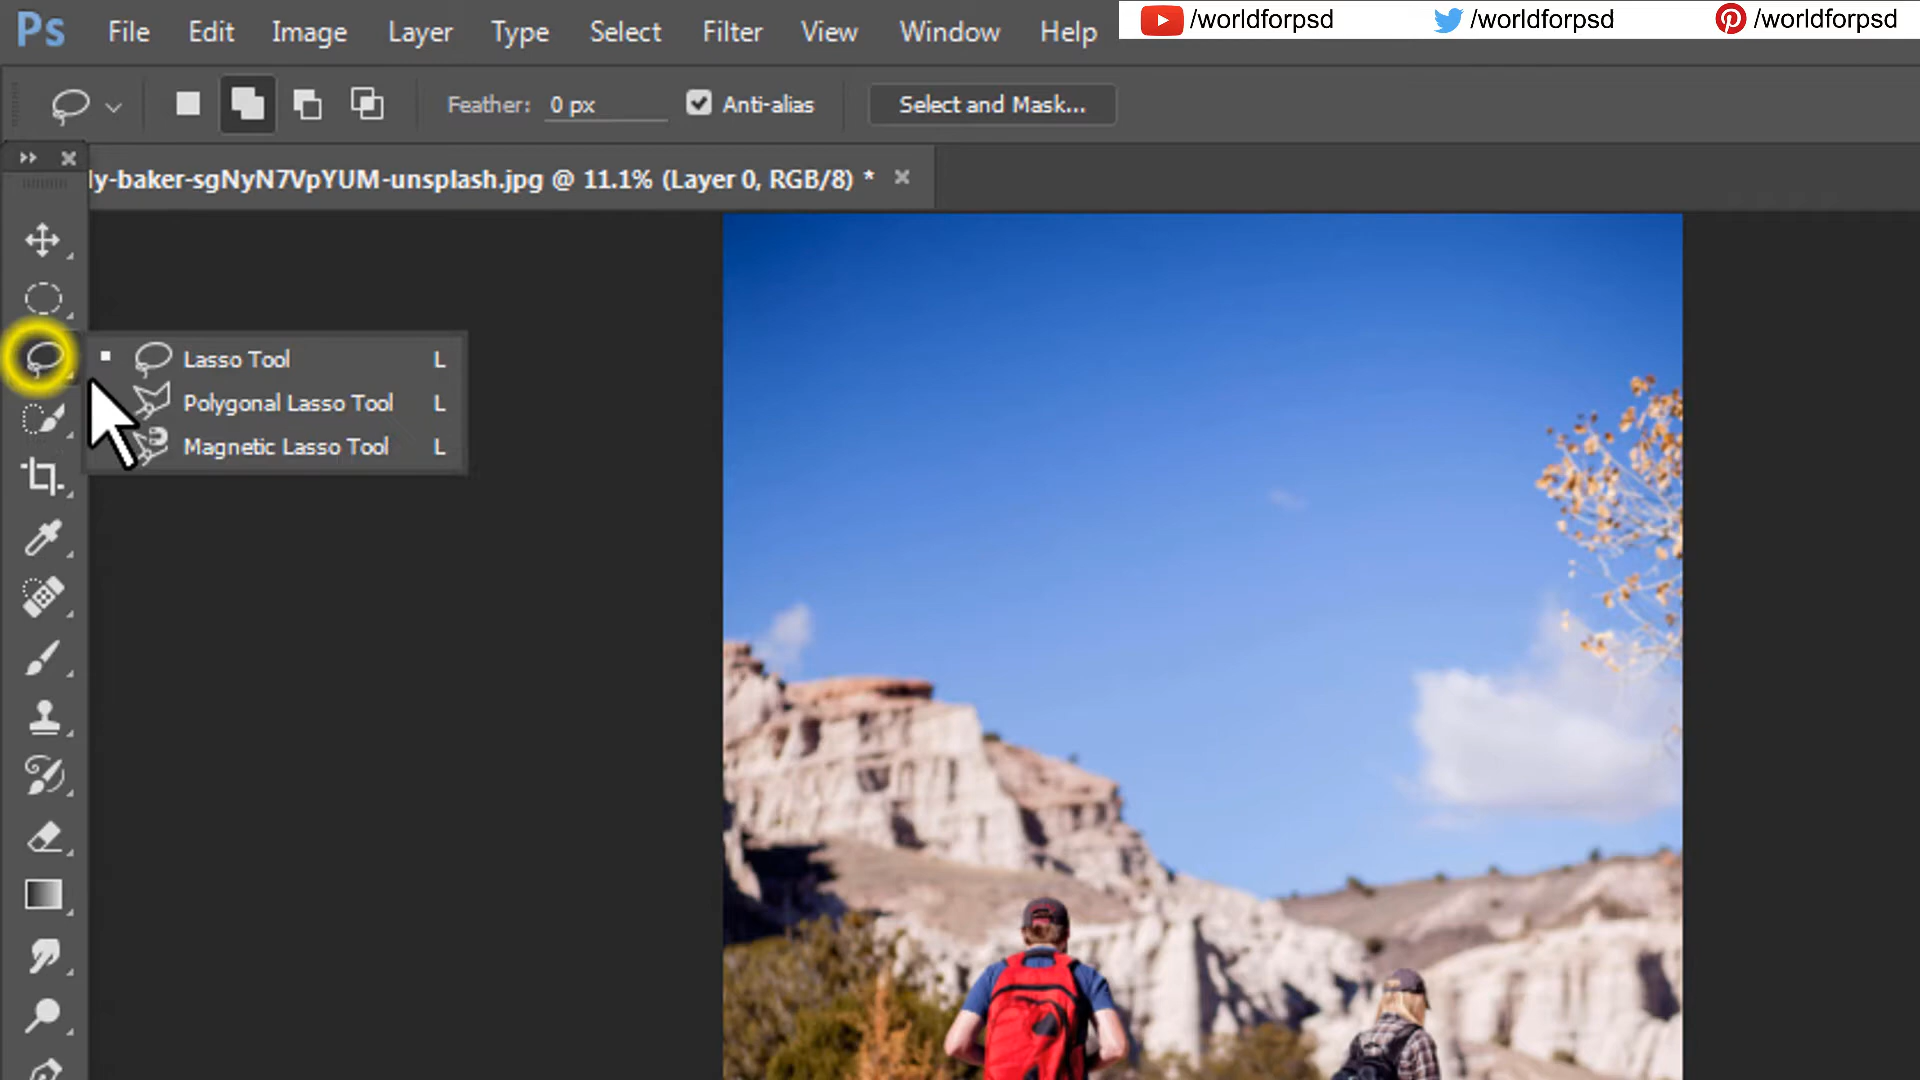 Ps File Edit Image Layer Type Select Filter View Window Help /worldforpsd /worldforpsd /worldforpsd
Feather: 0 px Anti-alias Select and Mask...
ly-baker-sgNyN7VpYUM-unsplash.jpg @ 11.1% (Layer 0, RGB/8) *
Lasso Tool L
Polygonal Lasso Tool L
Magnetic Lasso Tool L